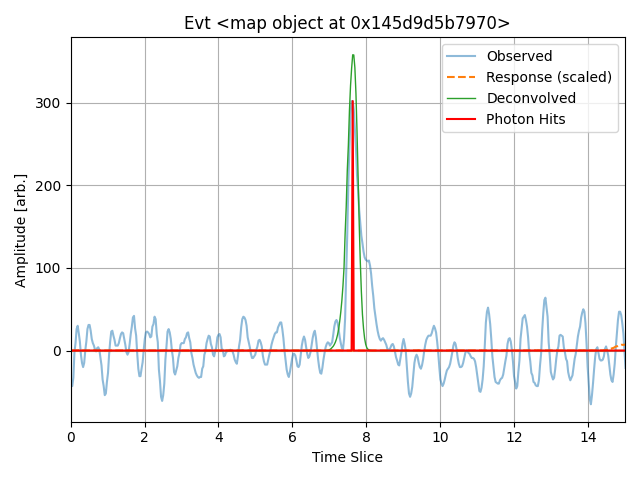 Evt <map object at 0x145d9d5b7970>
Observed
Response (scaled)
Deconvolved
Photon Hits
Amplitude [arb.]
300
200
100
0
0 2 4 6 8 10 12 14
Time Slice